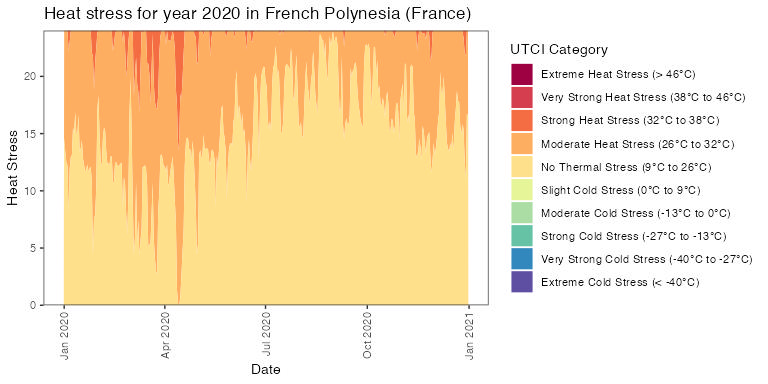 Heat stress for year 2020 in French Polynesia (France)
Heat Stress
20
15
10
5
0
Jan 2020
Apr 2020
Jul 2020
Oct 2020
Jan 2021
Date
UTCI Category
Extreme Heat Stress (> 46°C)
Very Strong Heat Stress (38°C to 46°C)
Strong Heat Stress (32°C to 38°C)
Moderate Heat Stress (26°C to 32°C)
No Thermal Stress (9°C to 26°C)
Slight Cold Stress (0°C to 9°C)
Moderate Cold Stress (-13°C to 0°C)
Strong Cold Stress (-27°C to -13°C)
Very Strong Cold Stress (-40°C to -27°C)
Extreme Cold Stress (< -40°C)